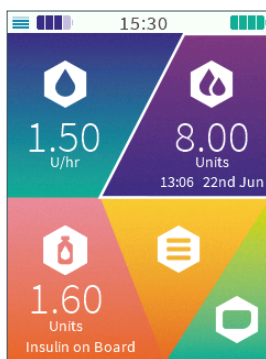 15:30
1.50
U/hr
8.00
Units
13:06 22nd Jun
1.60
Units
Insulin on Board